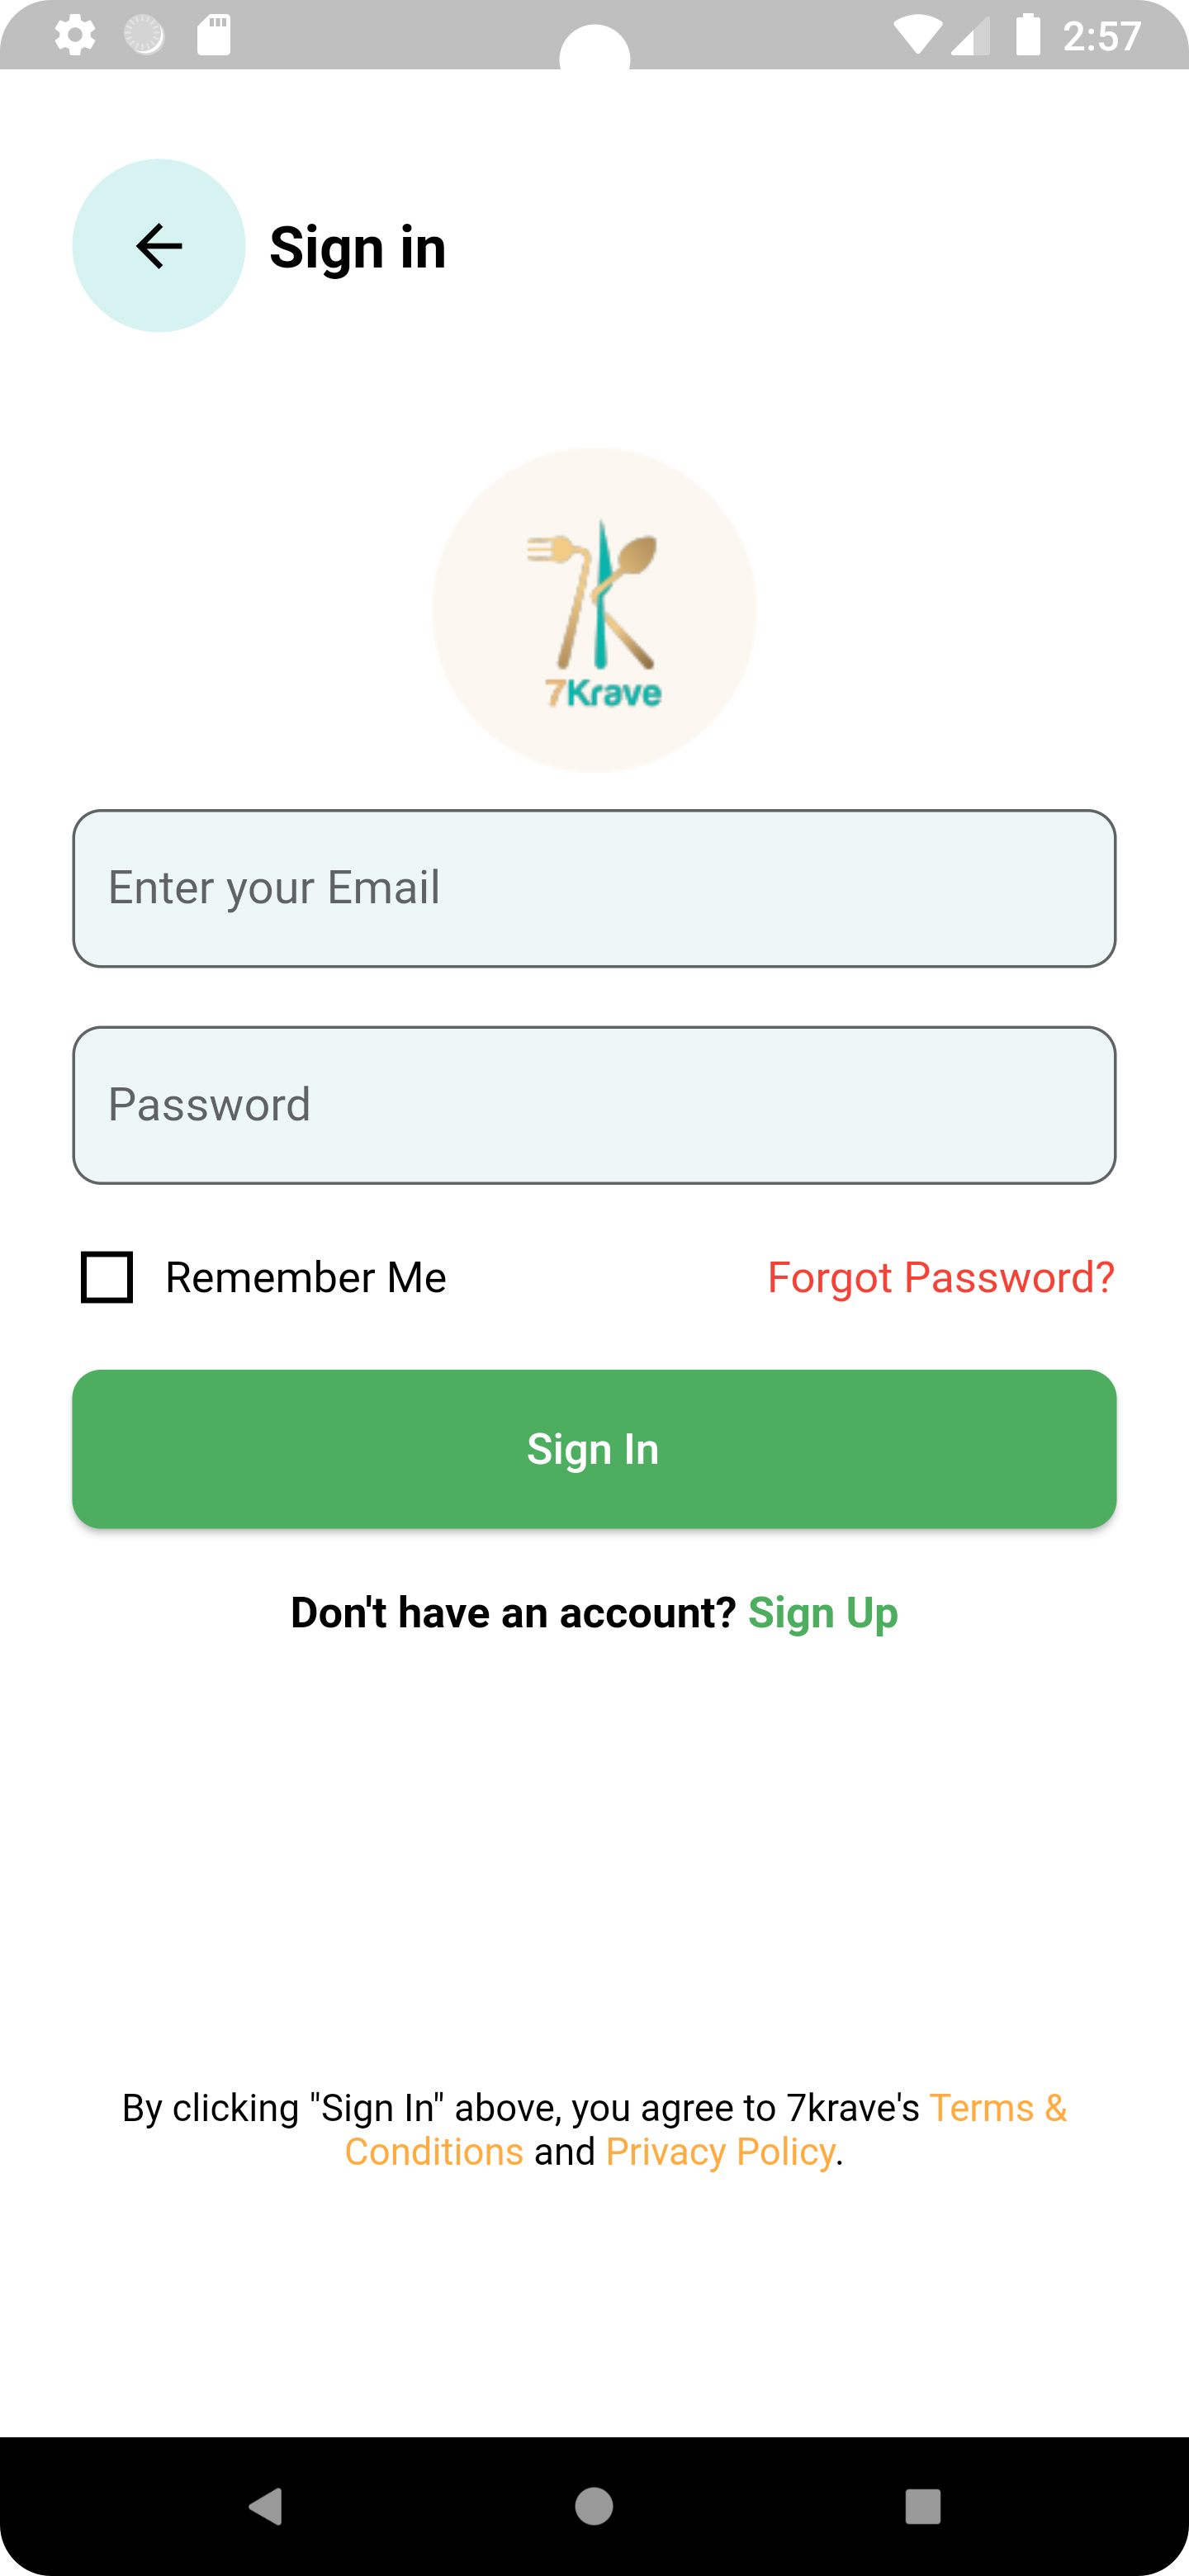 2:57
Sign in
7Krave
Enter your Email
Password
Remember Me
Forgot Password?
Sign In
Don't have an account? Sign Up
By clicking "Sign In" above, you agree to 7krave's Terms &
Conditions and Privacy Policy.